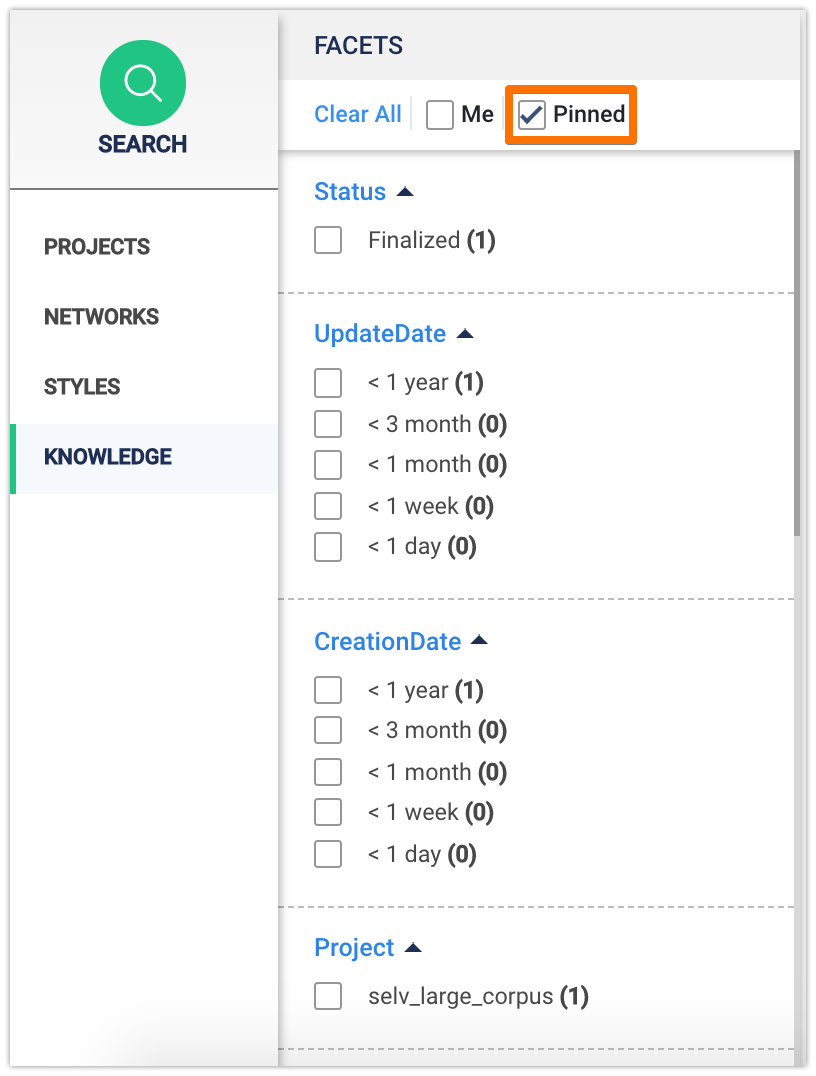 SEARCH
PROJECTS
NETWORKS
STYLES
KNOWLEDGE
FACETS
Clear All Me Pinned
Status
Finalized (1)
UpdateDate
< 1 year (1)
< 3 month (0)
< 1 month (0)
< 1 week (0)
< 1 day (0)
CreationDate
< 1 year (1)
< 3 month (0)
< 1 month (0)
< 1 week (0)
< 1 day (0)
Project
selv_large_corpus (1)